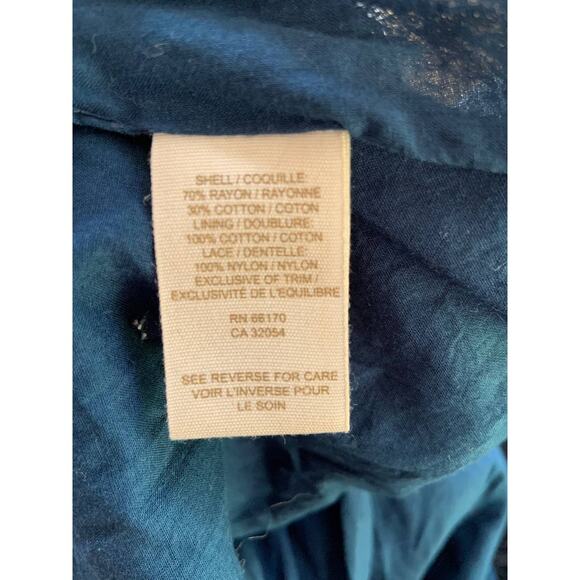 SHELL / COQUILLE:
70% RAYON / RAYONNE
30% COTTON / COTON
LINING / DOUBLURE:
100% COTTON / COTON
LACE / DENTELLE:
100% NYLON / NYLON
EXCLUSIVE OF TRIM /
EXCLUSIVITÉ DE L'EQUILIBRE
RN 66170
CA 32054
SEE REVERSE FOR CARE
VOIR L'INVERSE POUR
LE SOIN